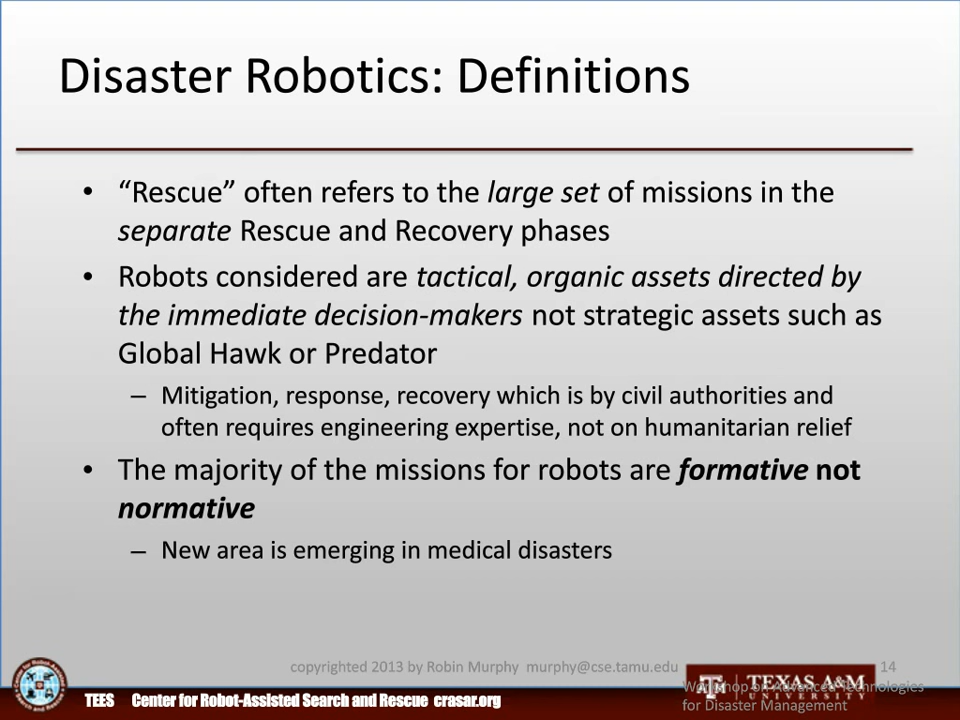 Disaster Robotics: Definitions
• “Rescue” often refers to the large set of missions in the
separate Rescue and Recovery phases
• Robots considered are tactical, organic assets directed by
the immediate decision-makers not strategic assets such as
Global Hawk or Predator
– Mitigation, response, recovery which is by civil authorities and
often requires engineering expertise, not on humanitarian relief
• The majority of the missions for robots are formative not
normative
– New area is emerging in medical disasters
copyrighted 2013 by Robin Murphy murphy@cse.tamu.edu
14
Workshop on Advanced Technologies
for Disaster Management
TEES Center for Robot-Assisted Search and Rescue crasar.org
TEXAS A&M
UNIVERSITY